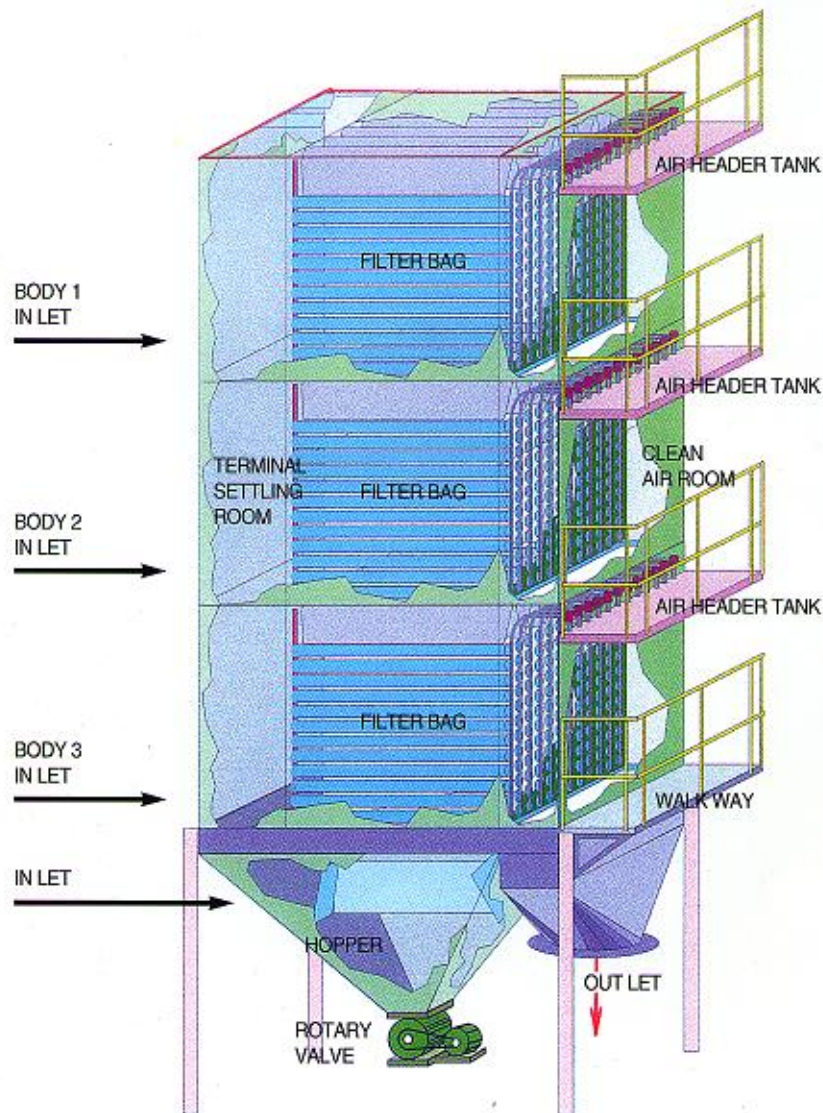 AIR HEADER TANK
FILTER BAG
BODY 1
IN LET
AIR HEADER TANK
CLEAN
AIR ROOM
TERMINAL
SETTLING
ROOM
FILTER BAG
BODY 2
IN LET
AIR HEADER TANK
FILTER BAG
BODY 3
IN LET
WALK WAY
IN LET
HOPPER
OUT LET
ROTARY
VALVE